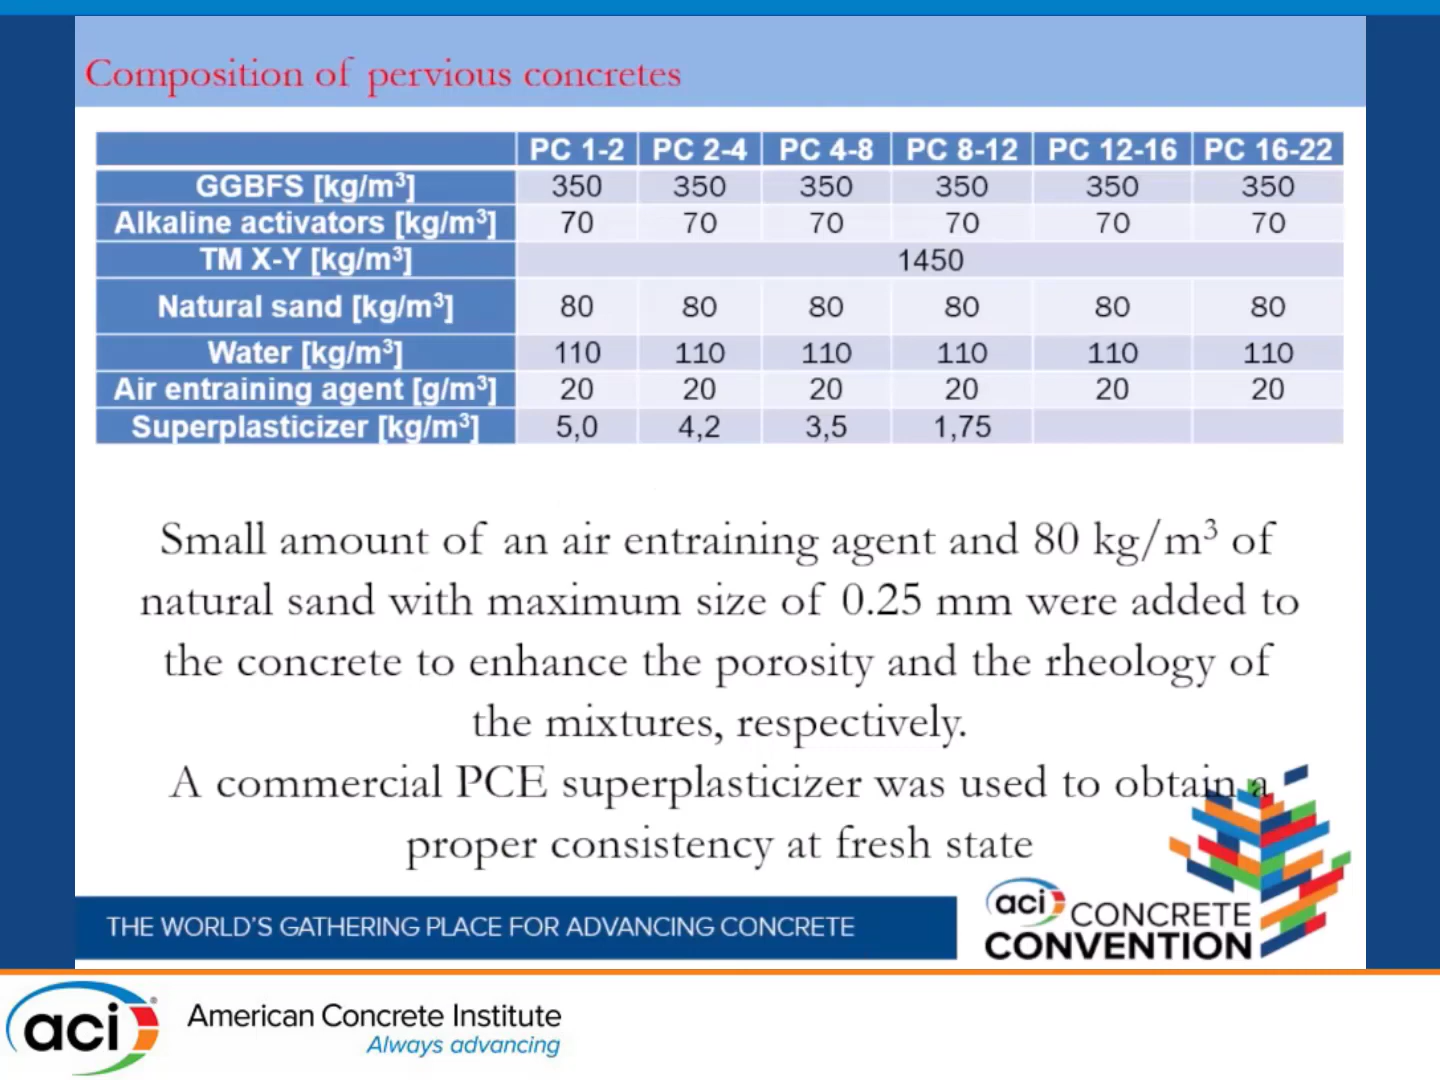 Composition of pervious concretes
PC 1-2 PC 2-4 PC 4-8 PC 8-12 PC 12-16 PC 16-22
GGBFS [kg/m³] 350 350 350 350 350 350
Alkaline activators [kg/m³] 70 70 70 70 70 70
TM X-Y [kg/m³] 1450
Natural sand [kg/m³] 80 80 80 80 80 80
Water [kg/m³] 110 110 110 110 110 110
Air entraining agent [g/m³] 20 20 20 20 20 20
Superplasticizer [kg/m³] 5,0 4,2 3,5 1,75
Small amount of an air entraining agent and 80 kg/m³ of
natural sand with maximum size of 0.25 mm were added to
the concrete to enhance the porosity and the rheology of
the mixtures, respectively.
A commercial PCE superplasticizer was used to obtain a
proper consistency at fresh state
THE WORLD'S GATHERING PLACE FOR ADVANCING CONCRETE
aci CONCRETE
CONVENTION
aci®
American Concrete Institute
Always advancing